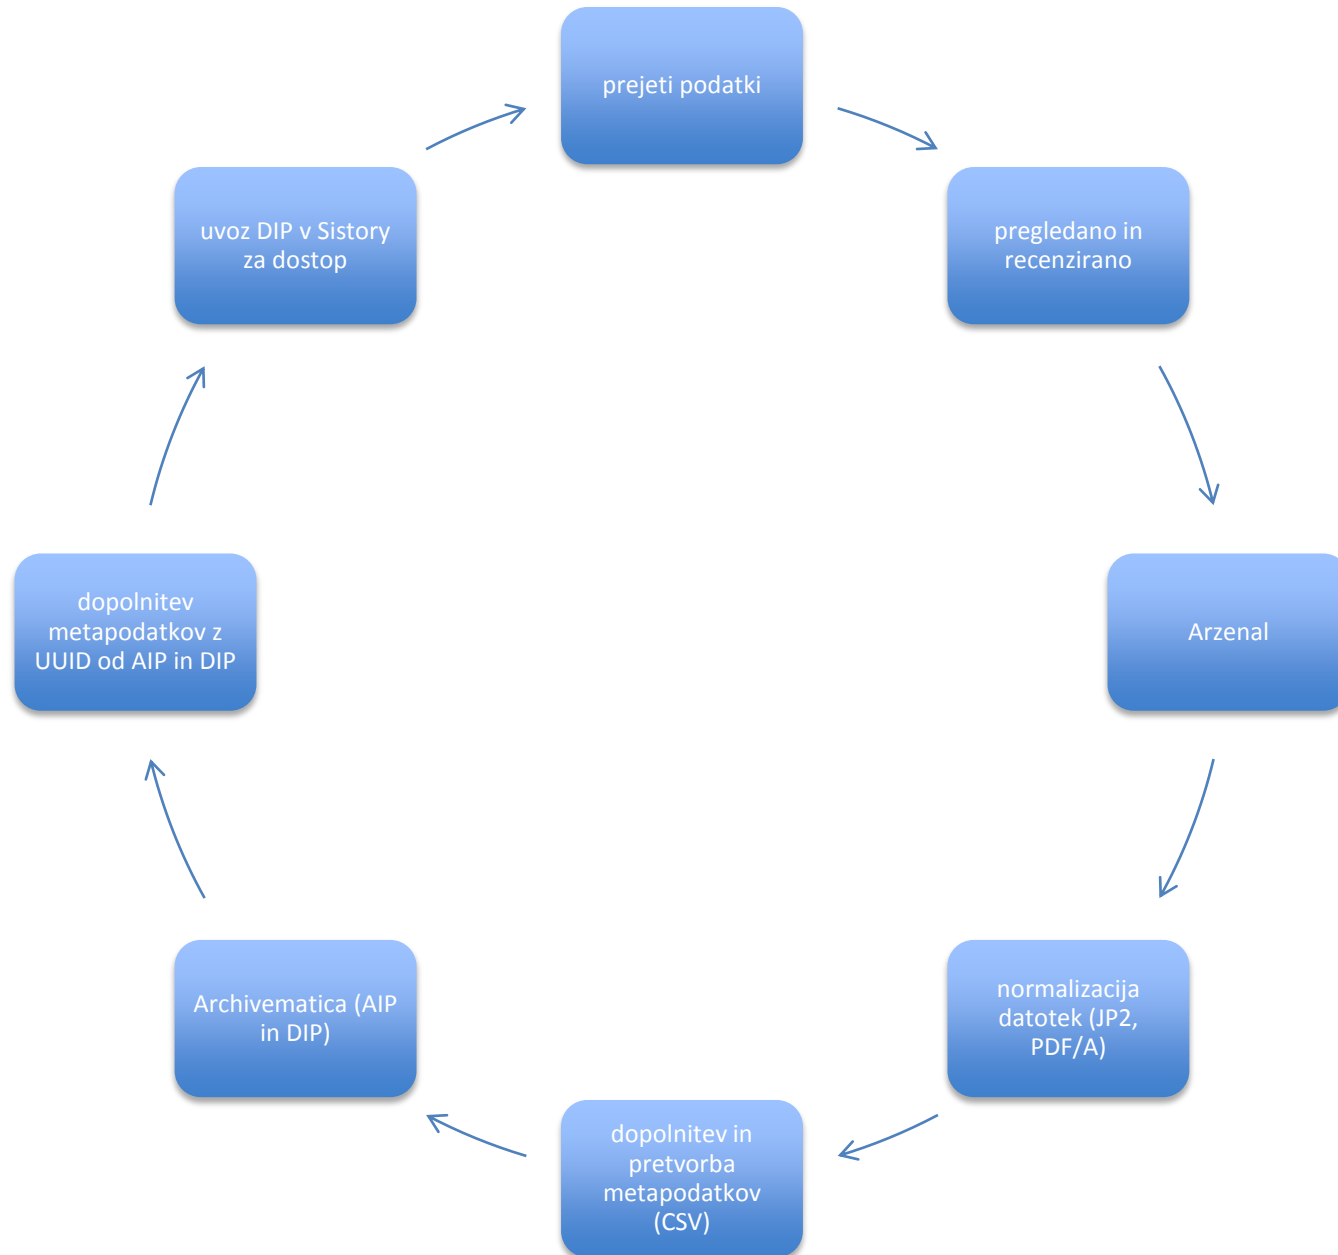 prejeti podatki
pregledano in
recenzirano
Arzenal
normalizacija
datotek (JP2,
PDF/A)
dopolnitev in
pretvorba
metapodatkov
(CSV)
Archivematica (AIP
in DIP)
dopolnitev
metapodatkov z
UUID od AIP in DIP
uvoz DIP v Sistory
za dostop